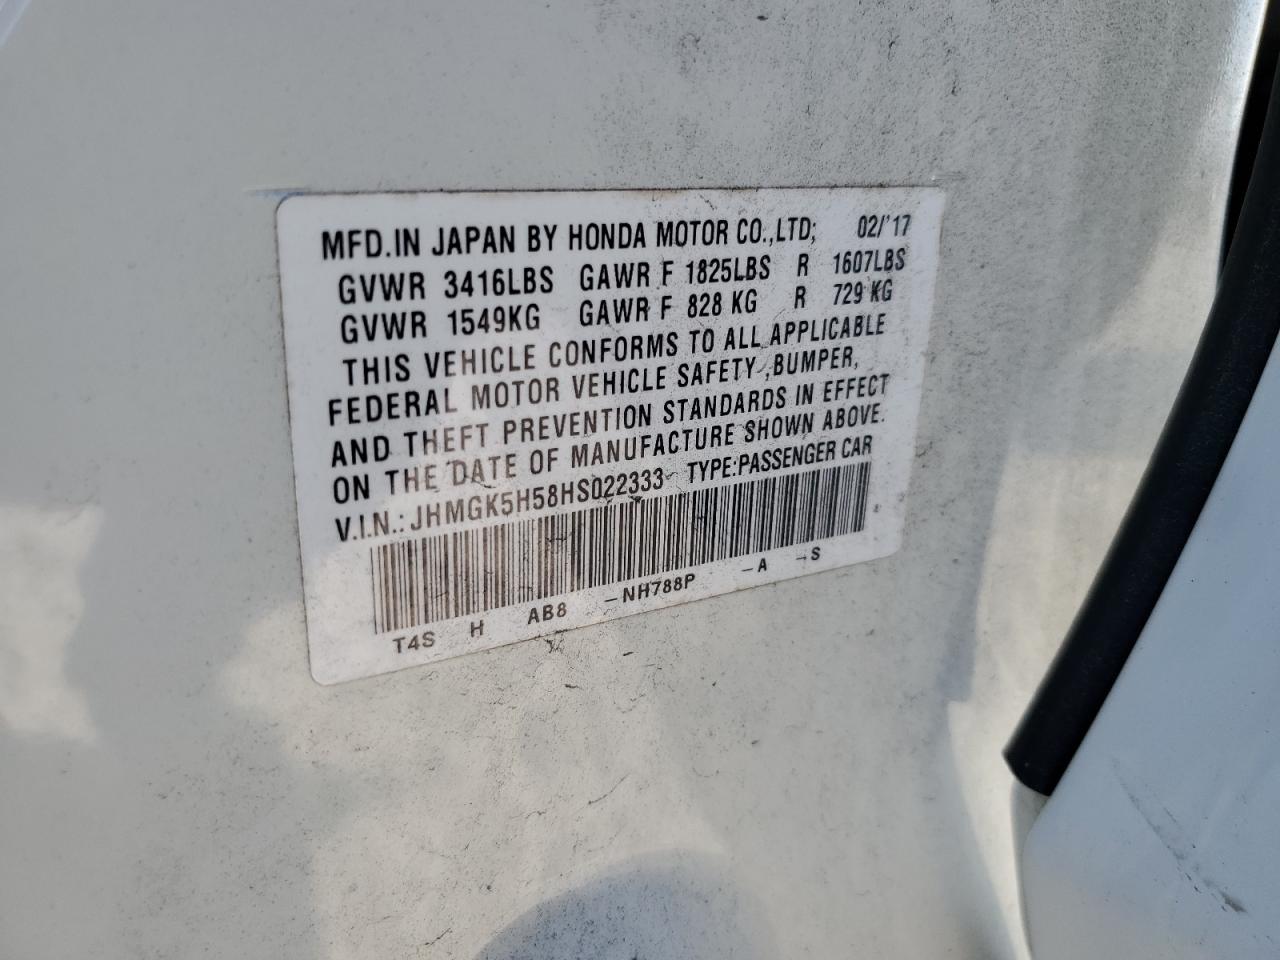 MFD.IN JAPAN BY HONDA MOTOR CO.,LTD; 02/'17
GVWR 3416LBS GAWR F 1825LBS R 1607LBS
GVWR 1549KG GAWR F 828 KG R 729 KG
THIS VEHICLE CONFORMS TO ALL APPLICABLE
FEDERAL MOTOR VEHICLE SAFETY ,BUMPER,
AND THEFT PREVENTION STANDARDS IN EFFECT
ON THE DATE OF MANUFACTURE SHOWN ABOVE.
V.I.N.: JHMGK5H58HS022333 TYPE:PASSENGER CAR
T4S H AB8 -NH788P -A -S